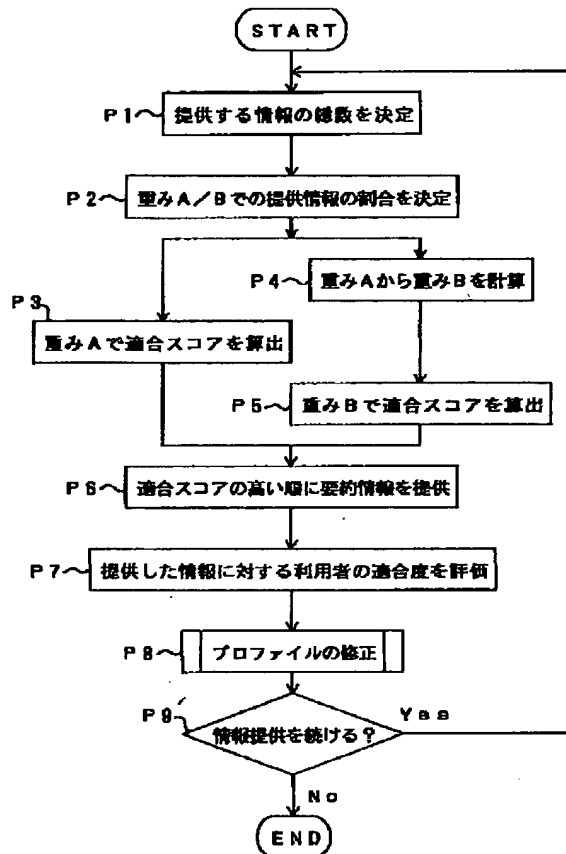 START
P1 提供する情報の総数を決定
P2 重みA/Bでの提供情報の割合を決定
P4 重みAから重みBを計算
P3
重みAで適合スコアを算出
P5 重みBで適合スコアを算出
P6 適合スコアの高い順に要約情報を提供
P7 提供した情報に対する利用者の適合度を評価
P8 プロファイルの修正
P9 情報提供を続ける? Yes
No
END